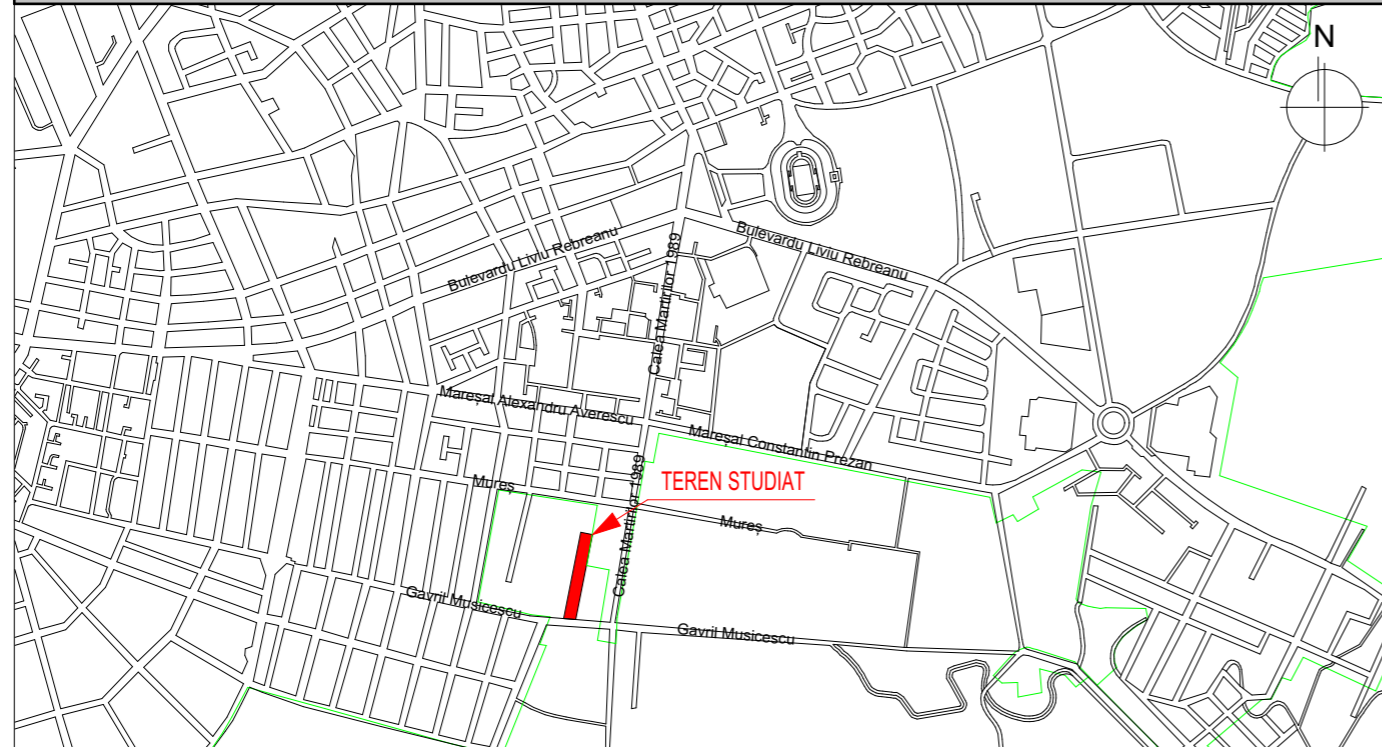 N
Bulevardu Liviu Rebreanu
Bulevardu Liviu Rebreanu
Calea Martirilor 1989
Mareșal Alexandru Averescu
Mareșal Constantin Prezan
Calea Martirilor 1989
TEREN STUDIAT
Mureș
Mureș
Gavril Musicescu
Gavril Musicescu